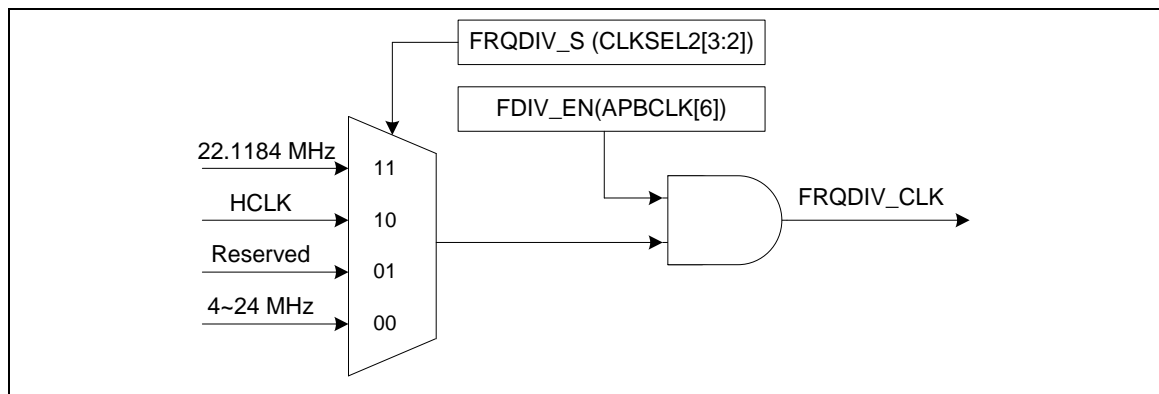 FRQDIV_S (CLKSEL2[3:2])
FDIV_EN(APBCLK[6])
22.1184 MHz
11
HCLK
10
Reserved
01
4~24 MHz
00
FRQDIV_CLK